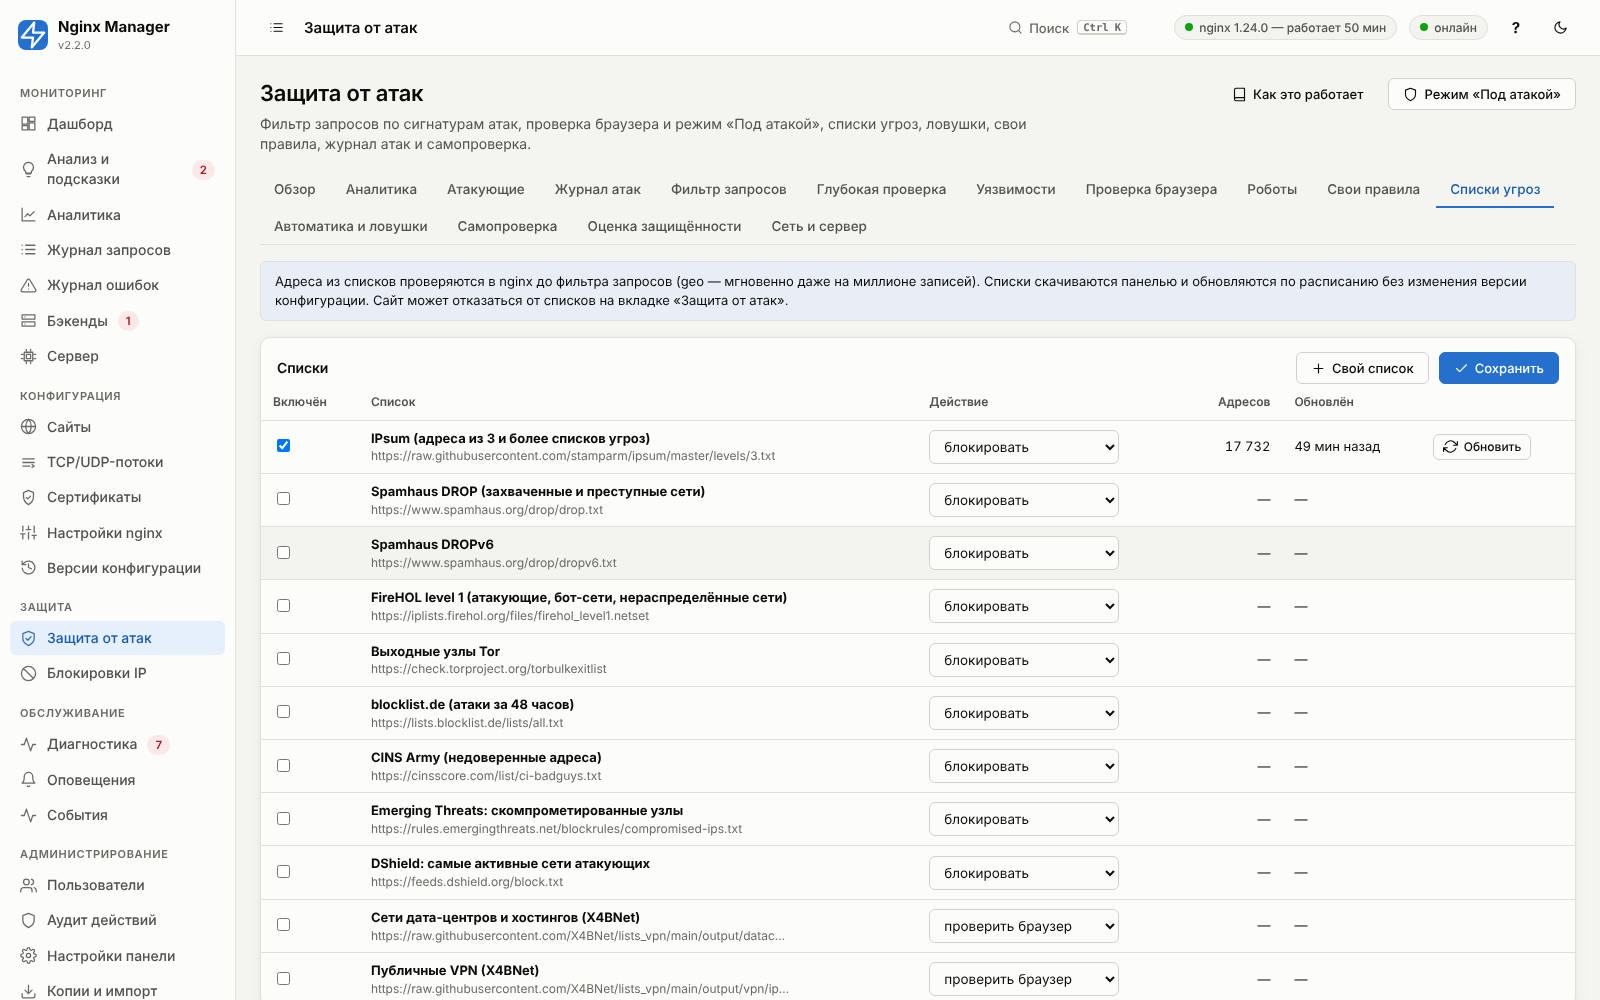 Nginx Manager
v2.2.0
Защита от атак
Поиск Ctrl K
nginx 1.24.0 — работает 50 мин
онлайн
?
МОНИТОРИНГ
Дашборд
Анализ и
подсказки
2
Аналитика
Журнал запросов
Журнал ошибок
Бэкенды 1
Сервер
КОНФИГУРАЦИЯ
Сайты
TCP/UDP-потоки
Сертификаты
Настройки nginx
Версии конфигурации
ЗАЩИТА
Защита от атак
Блокировки IP
ОБСЛУЖИВАНИЕ
Диагностика 7
Оповещения
События
АДМИНИСТРИРОВАНИЕ
Пользователи
Аудит действий
Настройки панели
Копии и импорт
Защита от атак
Фильтр запросов по сигнатурам атак, проверка браузера и режим «Под атакой», списки угроз, ловушки, свои
правила, журнал атак и самопроверка.
Как это работает
Режим «Под атакой»
Обзор Аналитика Атакующие Журнал атак Фильтр запросов Глубокая проверка Уязвимости Проверка браузера Роботы Свои правила Списки угроз
Автоматика и ловушки Самопроверка Оценка защищённости Сеть и сервер
Адреса из списков проверяются в nginx до фильтра запросов (geo — мгновенно даже на миллионе записей). Списки скачиваются панелью и обновляются по расписанию без изменения версии
конфигурации. Сайт может отказаться от списков на вкладке «Защита от атак».
Списки
Свой список
Сохранить
Включён Список Действие Адресов Обновлён
IPsum (адреса из 3 и более списков угроз)
https://raw.githubusercontent.com/stamparm/ipsum/master/levels/3.txt
блокировать 17 732 49 мин назад Обновить
Spamhaus DROP (захваченные и преступные сети)
https://www.spamhaus.org/drop/drop.txt
блокировать — —
Spamhaus DROPv6
https://www.spamhaus.org/drop/dropv6.txt
блокировать — —
FireHOL level 1 (атакующие, бот-сети, нераспределённые сети)
https://iplists.firehol.org/files/firehol_level1.netset
блокировать — —
Выходные узлы Tor
https://check.torproject.org/torbulkexitlist
блокировать — —
blocklist.de (атаки за 48 часов)
https://lists.blocklist.de/lists/all.txt
блокировать — —
CINS Army (недоверенные адреса)
https://cinsscore.com/list/ci-badguys.txt
блокировать — —
Emerging Threats: скомпрометированные узлы
https://rules.emergingthreats.net/blockrules/compromised-ips.txt
блокировать — —
DShield: самые активные сети атакующих
https://feeds.dshield.org/block.txt
блокировать — —
Сети дата-центров и хостингов (X4BNet)
https://raw.githubusercontent.com/X4BNet/lists_vpn/main/output/datac...
проверить браузер — —
Публичные VPN (X4BNet)
https://raw.githubusercontent.com/X4BNet/lists_vpn/main/output/vpn/ip...
проверить браузер — —